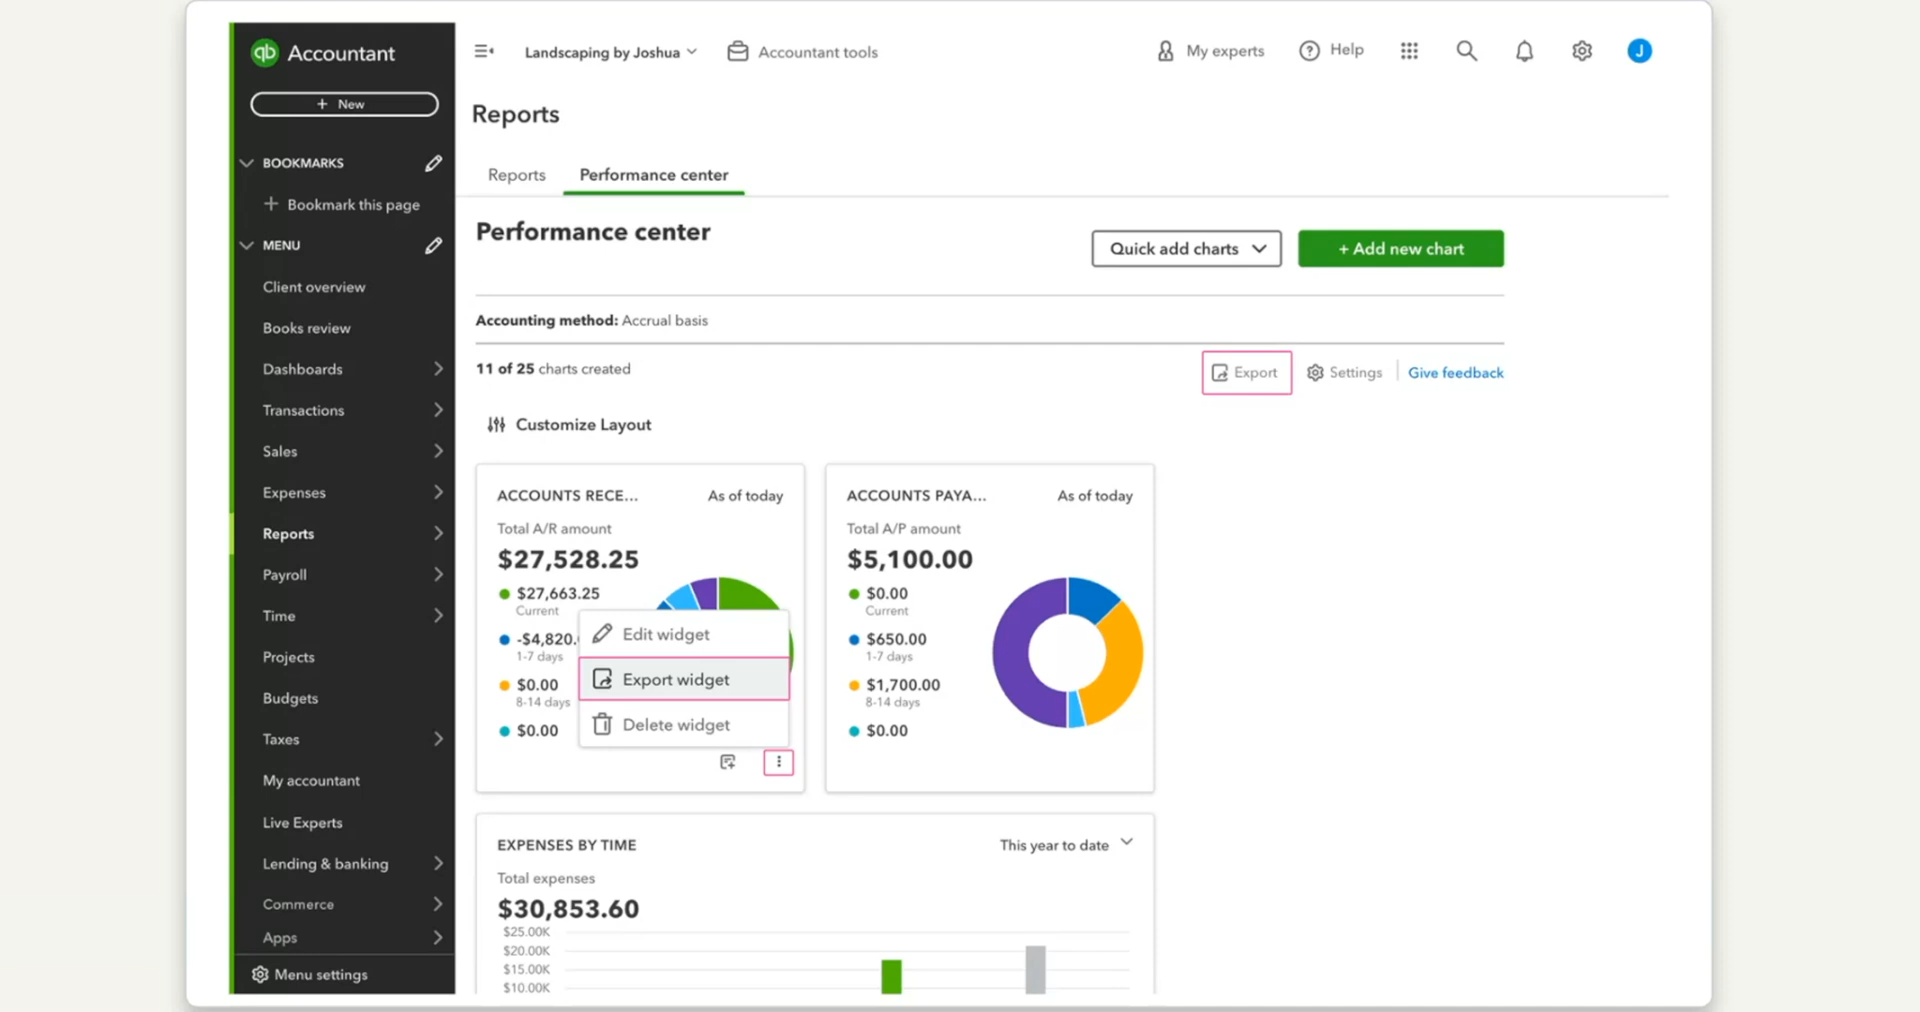 qb Accountant
+ New
BOOKMARKS
+ Bookmark this page
MENU
Client overview
Books review
Dashboards
Transactions
Sales
Expenses
Reports
Payroll
Time
Projects
Budgets
Taxes
My accountant
Live Experts
Lending & banking
Commerce
Apps
Menu settings
Landscaping by Joshua
Accountant tools
My experts
? Help
J
Reports
Reports
Performance center
Performance center
Quick add charts
+ Add new chart
Accounting method: Accrual basis
11 of 25 charts created
Export
Settings
Give feedback
Customize Layout
ACCOUNTS RECE...
As of today
Total A/R amount
$27,528.25
$27,663.25
Current
-$4,820.
1-7 days
$0.00
8-14 days
$0.00
Edit widget
Export widget
Delete widget
ACCOUNTS PAYA...
As of today
Total A/P amount
$5,100.00
$0.00
Current
$650.00
1-7 days
$1,700.00
8-14 days
$0.00
EXPENSES BY TIME
This year to date
Total expenses
$30,853.60
$25.00K
$20.00K
$15.00K
$10.00K